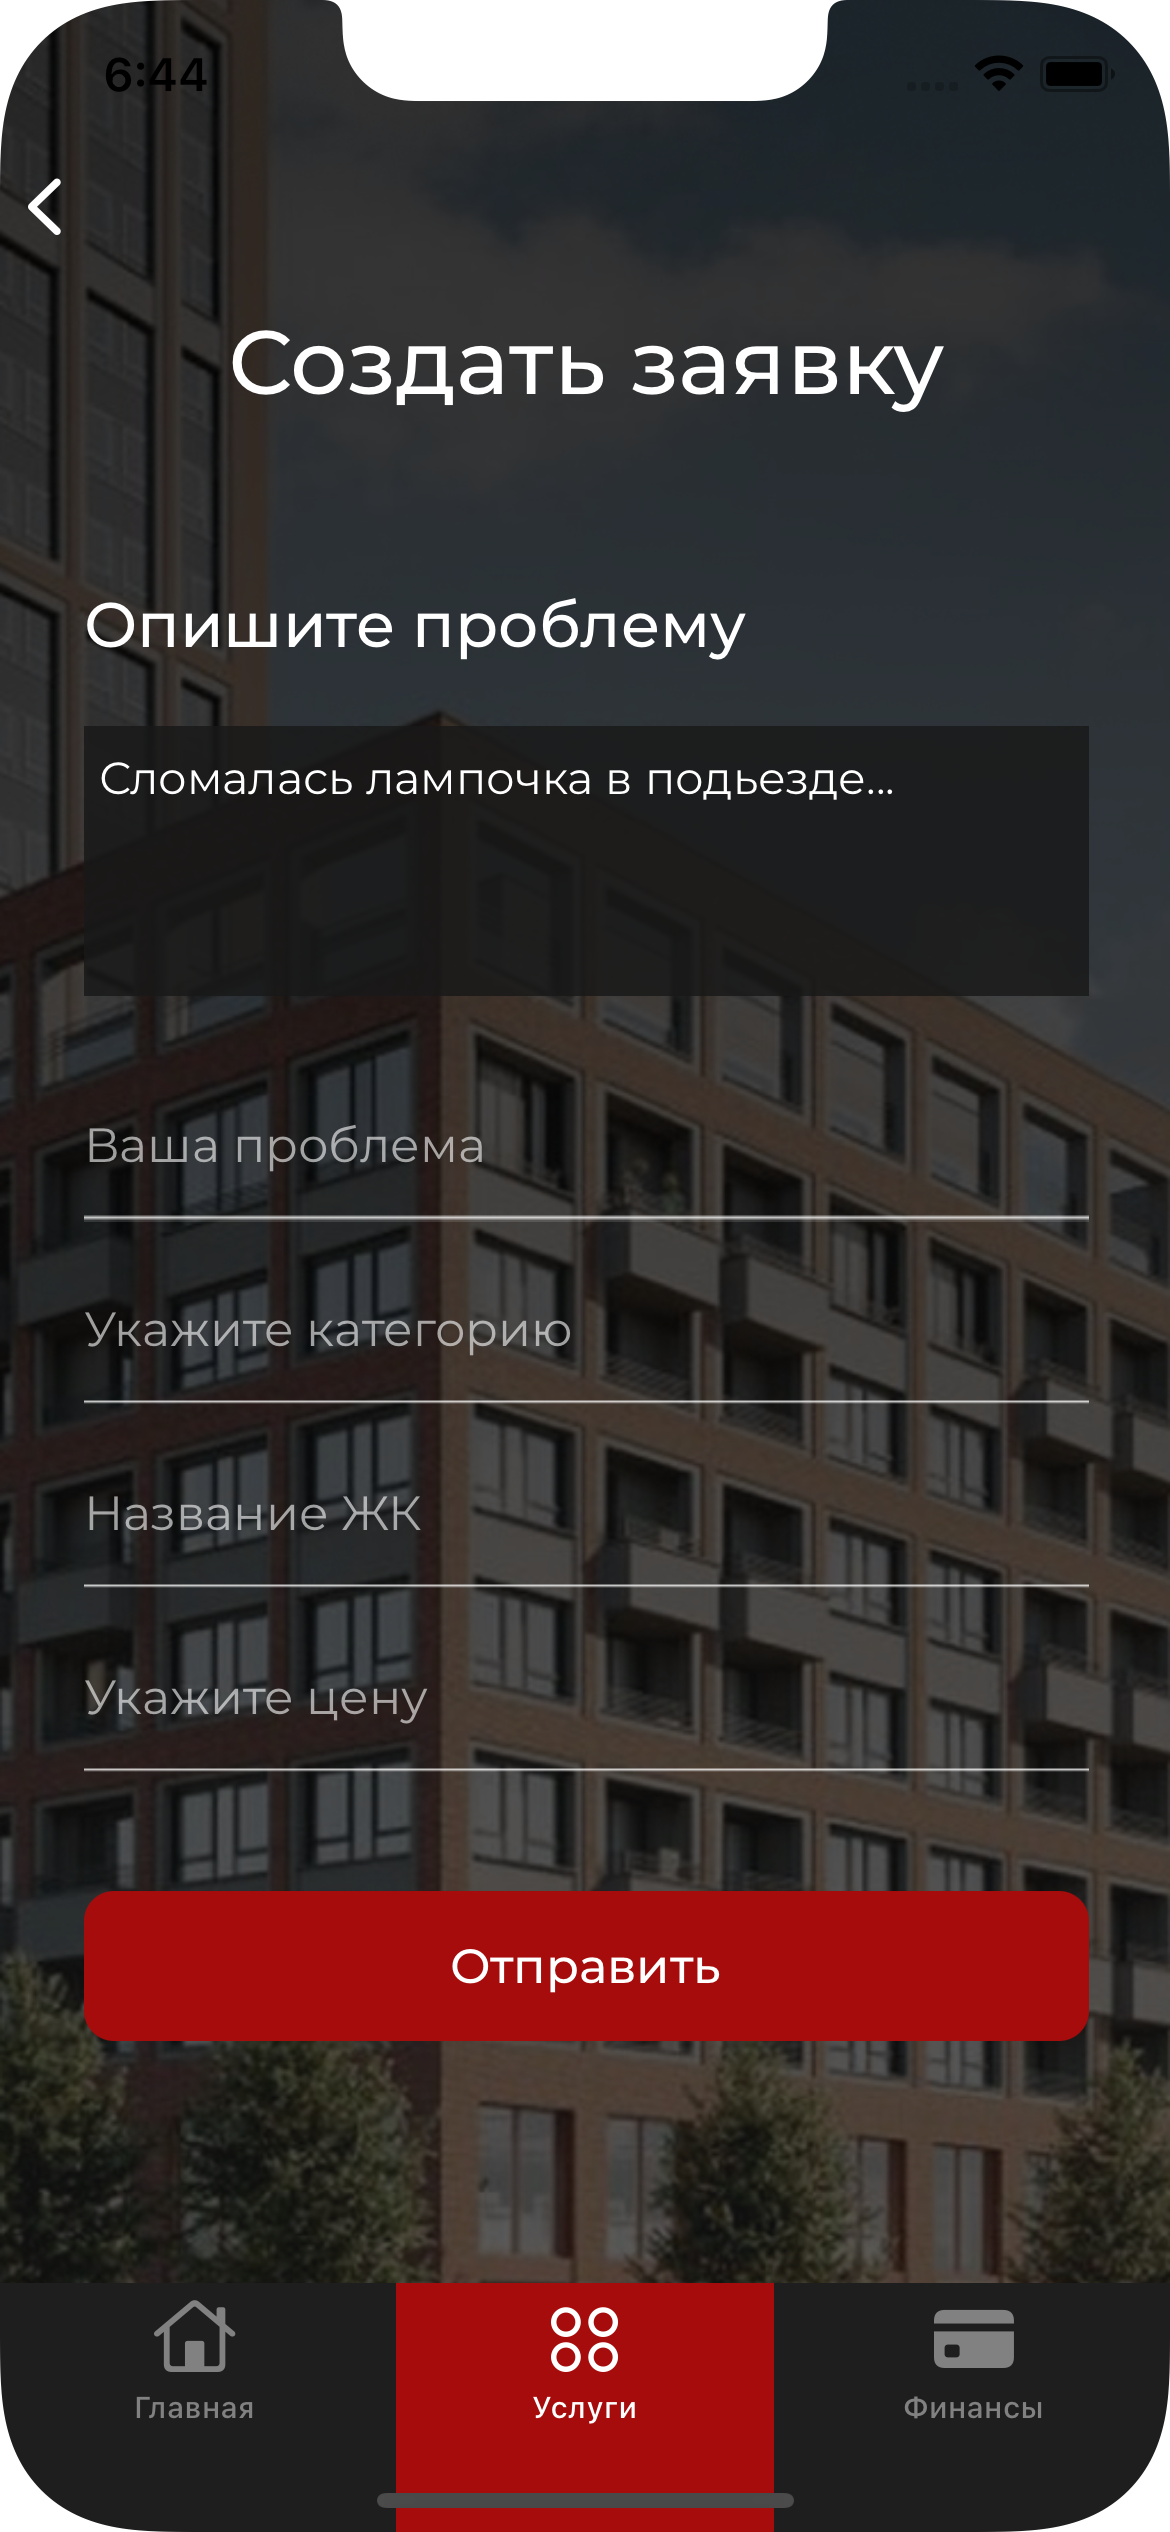 6:44
Создать заявку
Опишите проблему
Сломалась лампочка в подьезде...
Ваша проблема
Укажите категорию
Название ЖК
Укажите цену
Отправить
Главная
Услуги
Финансы